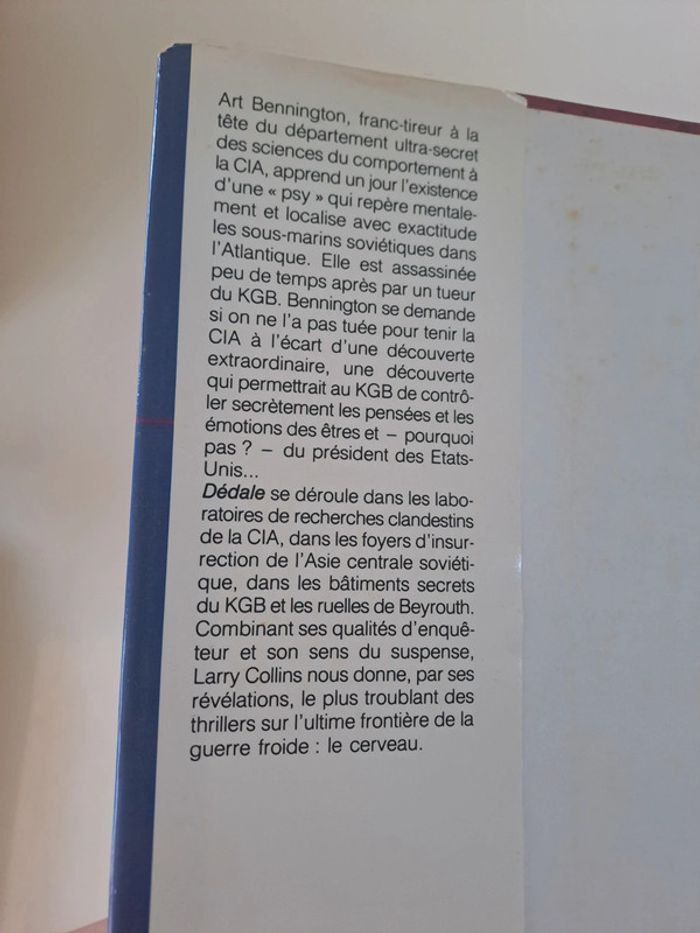 Art Bennington, franc-tireur à la
tête du département ultra-secret
des sciences du comportement à
la CIA, apprend un jour l'existence
d'une « psy » qui repère mentale-
ment et localise avec exactitude
les sous-marins soviétiques dans
l'Atlantique. Elle est assassinée
peu de temps après par un tueur
du KGB. Bennington se demande
si on ne l'a pas tuée pour tenir la
CIA à l'écart d'une découverte
extraordinaire, une découverte
qui permettrait au KGB de contrô-
ler secrètement les pensées et les
émotions des êtres et – pourquoi
pas ? – du président des Etats-
Unis...
Dédale se déroule dans les labo-
ratoires de recherches clandestins
de la CIA, dans les foyers d'insur-
rection de l'Asie centrale soviéti-
que, dans les bâtiments secrets
du KGB et les ruelles de Beyrouth.
Combinant ses qualités d'enquê-
teur et son sens du suspense,
Larry Collins nous donne, par ses
révélations, le plus troublant des
thrillers sur l'ultime frontière de la
guerre froide : le cerveau.